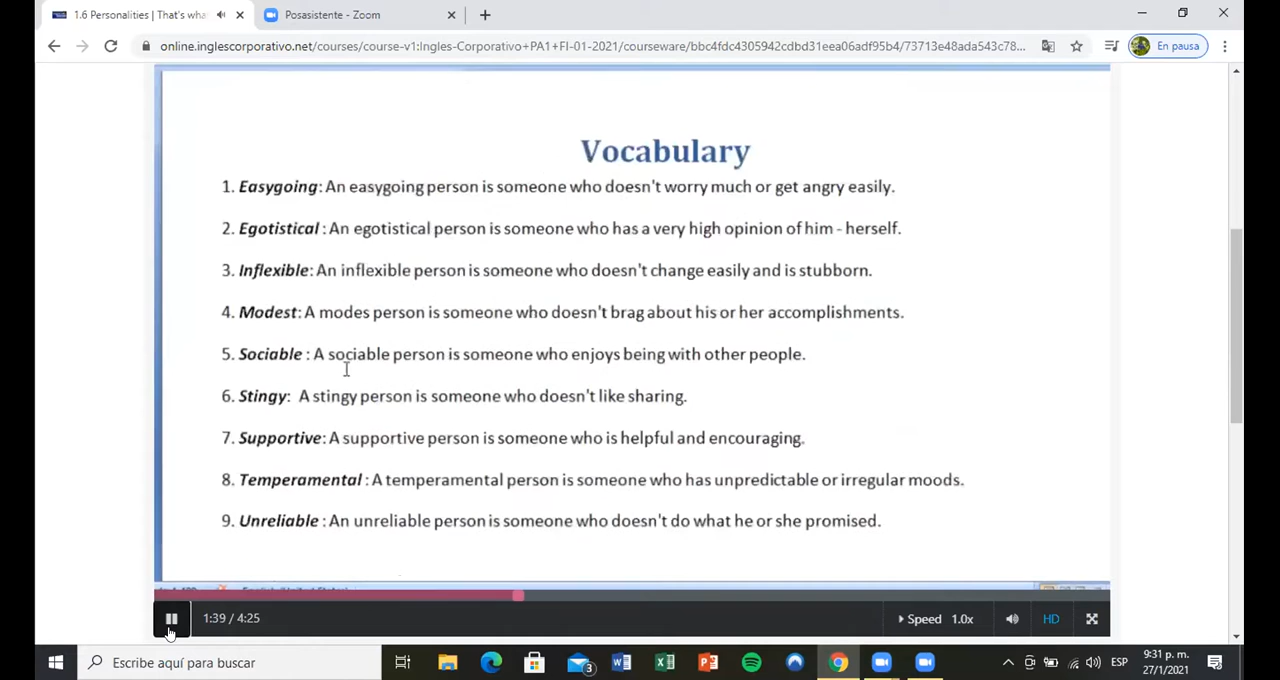 1.6 Personalities | That's wha
Posasistente - Zoom
online.inglescorporativo.net/courses/course-v1:Ingles-Corporativo+PA1+FI-01-2021/courseware/bbc4fdc4305942cdbd31eea06adf95b4/73713e48ada543c78...
En pausa
Vocabulary
1. Easygoing: An easygoing person is someone who doesn't worry much or get angry easily.
2. Egotistical : An egotistical person is someone who has a very high opinion of him - herself.
3. Inflexible: An inflexible person is someone who doesn't change easily and is stubborn.
4. Modest: A modes person is someone who doesn't brag about his or her accomplishments.
5. Sociable : A sociable person is someone who enjoys being with other people.
6. Stingy: A stingy person is someone who doesn't like sharing.
7. Supportive: A supportive person is someone who is helpful and encouraging.
8. Temperamental : A temperamental person is someone who has unpredictable or irregular moods.
9. Unreliable : An unreliable person is someone who doesn't do what he or she promised.
1:39 / 4:25
Speed 1.0x
HD
Escribe aquí para buscar
3
ESP
9:31 p. m.
27/1/2021